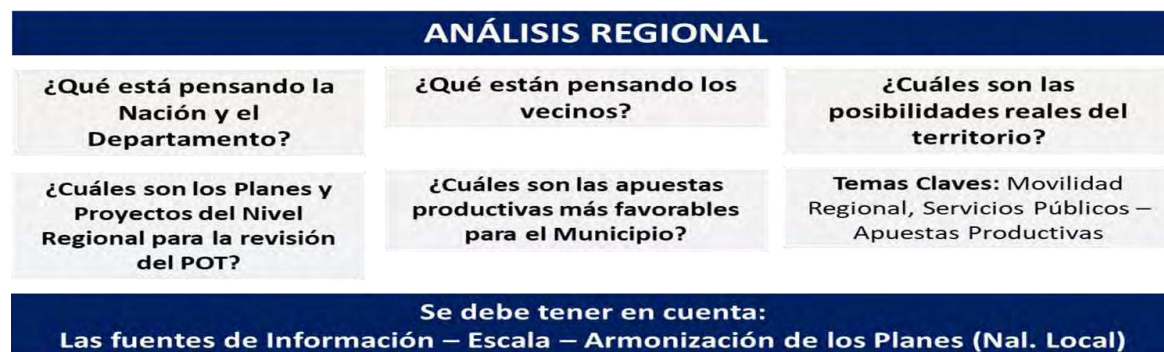 ANÁLISIS REGIONAL
¿Qué está pensando la
Nación y el
Departamento?
¿Qué están pensando los
vecinos?
¿Cuáles son las
posibilidades reales del
territorio?
¿Cuáles son los Planes y
Proyectos del Nivel
Regional para la revisión
del POT?
¿Cuáles son las apuestas
productivas más favorables
para el Municipio?
Temas Claves: Movilidad
Regional, Servicios Públicos –
Apuestas Productivas
Se debe tener en cuenta:
Las fuentes de Información – Escala – Armonización de los Planes (Nal. Local)